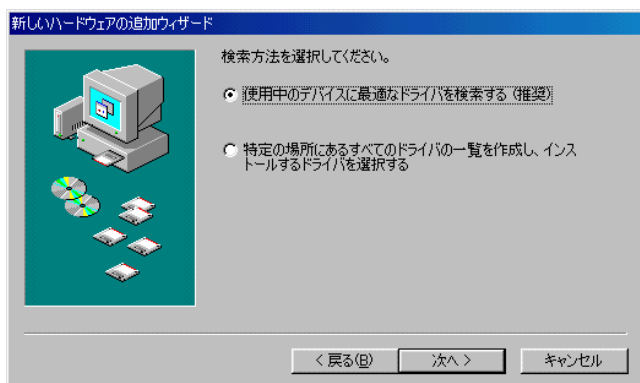 新しいハードウェアの追加ウィザード
検索方法を選択してください。
使用中のデバイスに最適なドライバを検索する (推奨)
特定の場所にあるすべてのドライバの一覧を作成し、インス
トールするドライバを選択する
< 戻る(B)
次へ >
キャンセル